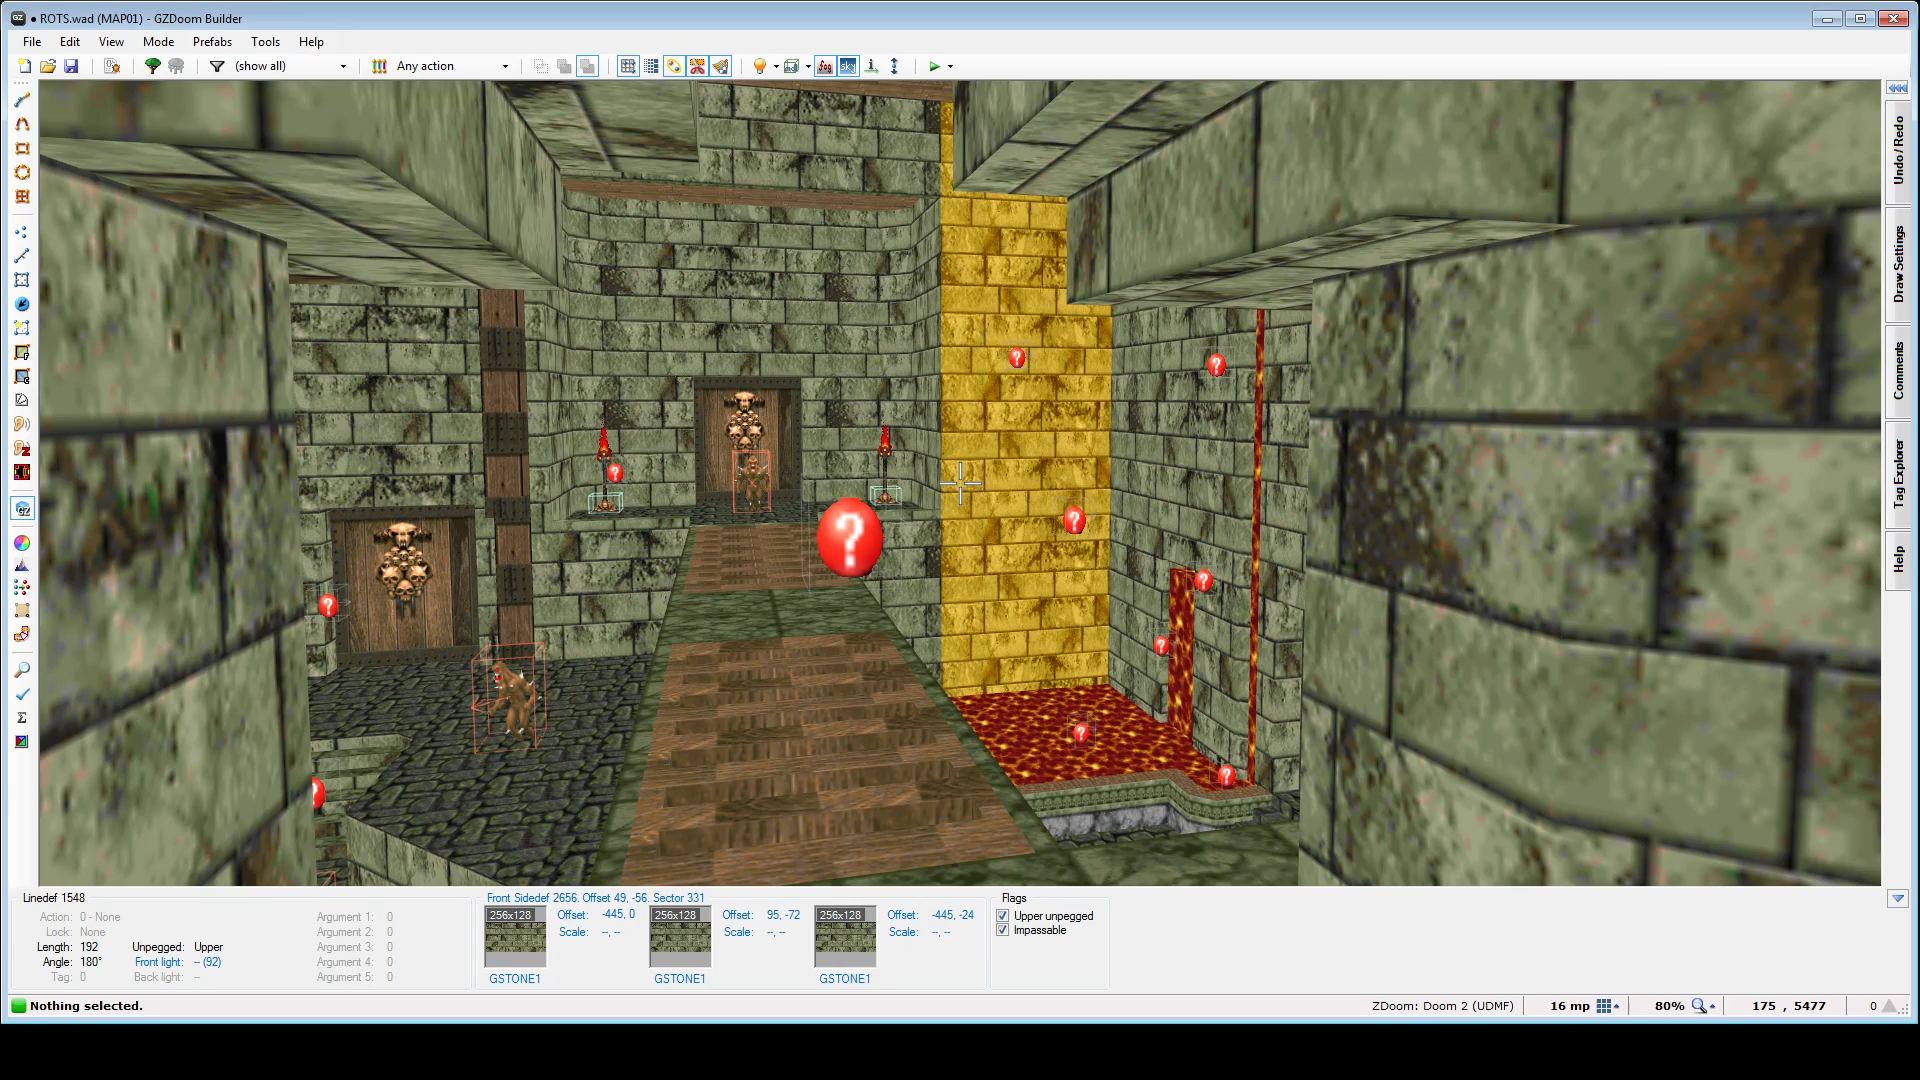 GZ ● ROTS.wad (MAP01) - GZDoom Builder
File Edit View Mode Prefabs Tools Help
(show all) Any action sky
Undo / Redo
Draw Settings
Comments
Tag Explorer
Help
? ? ? ? ? ? ? ? ? ? ? ?
Linedef 1548
Action: 0 - None Argument 1: 0
Lock: None Argument 2: 0
Length: 192 Unpegged: Upper Argument 3: 0
Angle: 180° Front light: -- (92) Argument 4: 0
Tag: 0 Back light: -- Argument 5: 0
Front Sidedef 2656. Offset 49, -56. Sector 331
256x128 Offset: -445, 0 256x128 Offset: 95, -72 256x128 Offset: -445, -24
Scale: --, -- Scale: --, -- Scale: --, --
GSTONE1 GSTONE1 GSTONE1
Flags
Upper unpegged
Impassable
Nothing selected. ZDoom: Doom 2 (UDMF) 16 mp 80% 175 , 5477 0